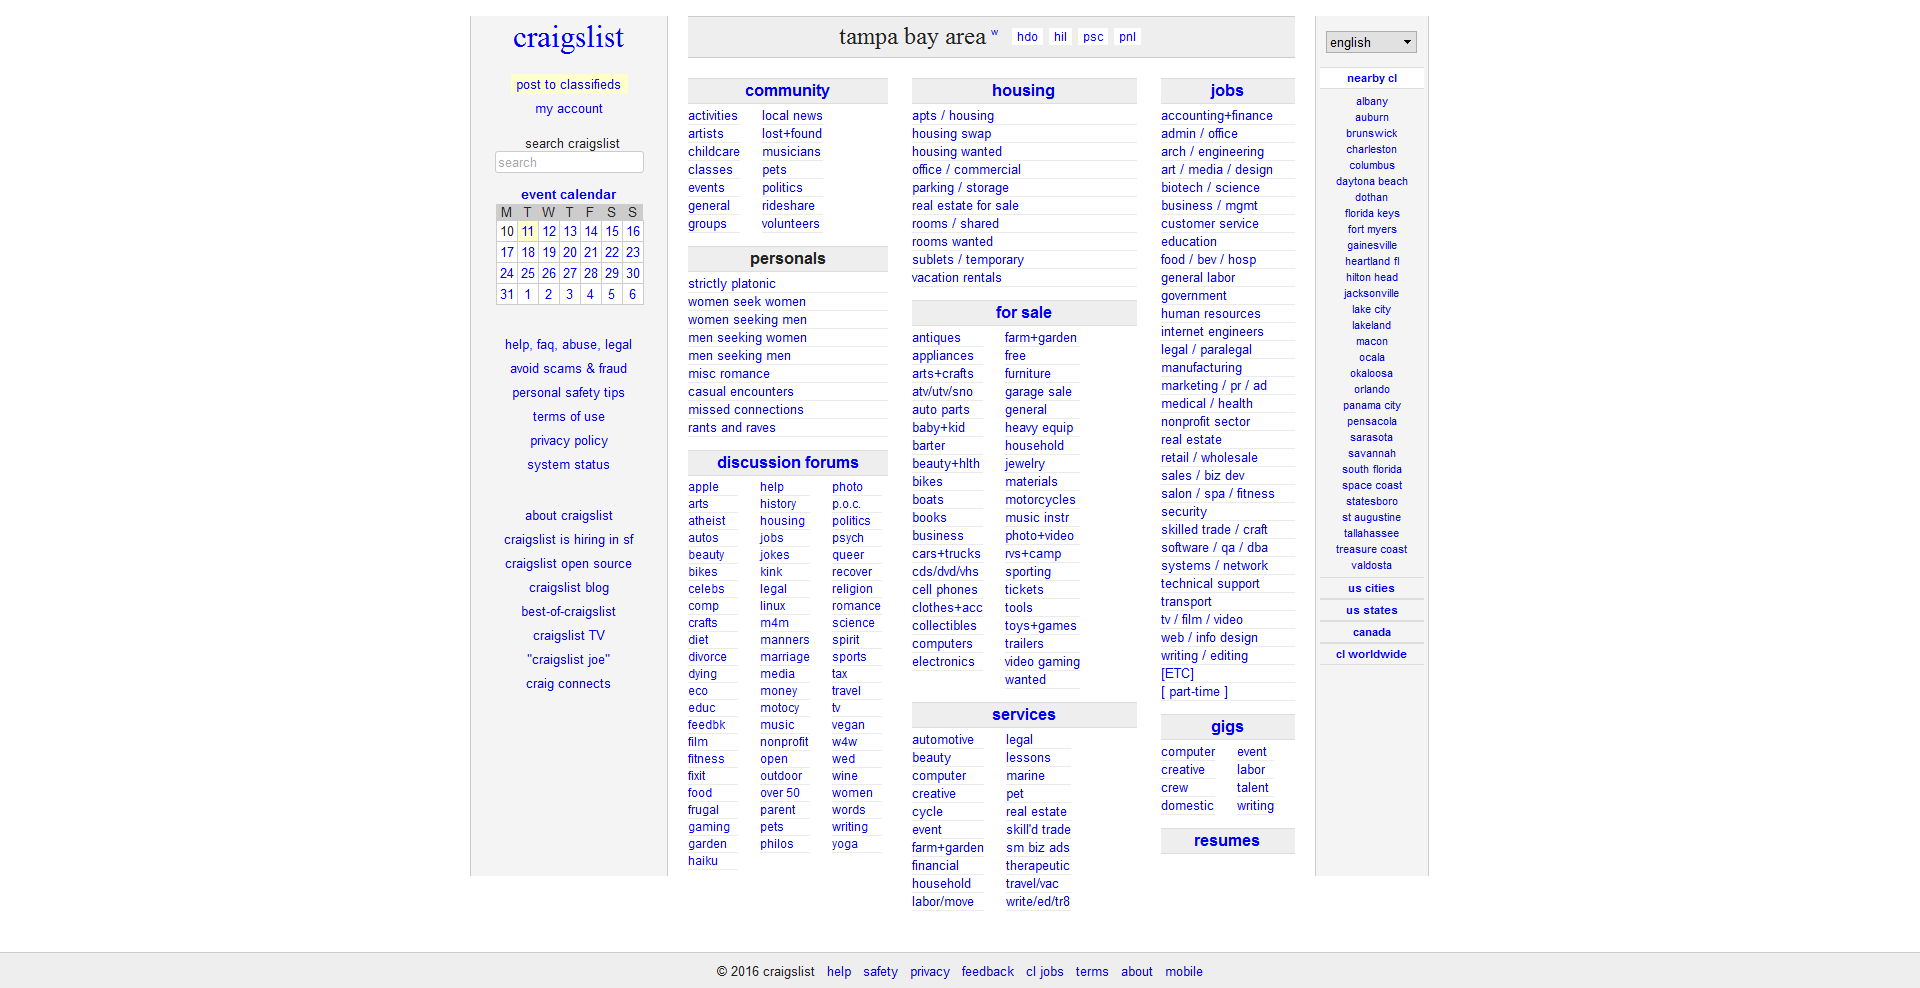 craigslist
post to classifieds
my account
search craigslist
search
event calendar
M T W T F S S
10 11 12 13 14 15 16
17 18 19 20 21 22 23
24 25 26 27 28 29 30
31 1 2 3 4 5 6
help, faq, abuse, legal
avoid scams & fraud
personal safety tips
terms of use
privacy policy
system status
about craigslist
craigslist is hiring in sf
craigslist open source
craigslist blog
best-of-craigslist
craigslist TV
"craigslist joe"
craig connects
tampa bay area w hdo hil psc pnl
community
activities
artists
childcare
classes
events
general
groups
local news
lost+found
musicians
pets
politics
rideshare
volunteers
personals
strictly platonic
women seek women
women seeking men
men seeking women
men seeking men
misc romance
casual encounters
missed connections
rants and raves
discussion forums
apple
arts
atheist
autos
beauty
bikes
celebs
comp
crafts
diet
divorce
dying
eco
educ
feedbk
film
fitness
fixit
food
frugal
gaming
garden
haiku
help
history
housing
jobs
jokes
kink
legal
linux
m4m
manners
marriage
media
money
motocy
music
nonprofit
open
outdoor
over 50
parent
pets
philos
photo
p.o.c.
politics
psych
queer
recover
religion
romance
science
spirit
sports
tax
travel
tv
vegan
w4w
wed
wine
women
words
writing
yoga
housing
apts / housing
housing swap
housing wanted
office / commercial
parking / storage
real estate for sale
rooms / shared
rooms wanted
sublets / temporary
vacation rentals
for sale
antiques
appliances
arts+crafts
atv/utv/sno
auto parts
baby+kid
barter
beauty+hlth
bikes
boats
books
business
cars+trucks
cds/dvd/vhs
cell phones
clothes+acc
collectibles
computers
electronics
farm+garden
free
furniture
garage sale
general
heavy equip
household
jewelry
materials
motorcycles
music instr
photo+video
rvs+camp
sporting
tickets
tools
toys+games
trailers
video gaming
wanted
services
automotive
beauty
computer
creative
cycle
event
farm+garden
financial
household
labor/move
legal
lessons
marine
pet
real estate
skill'd trade
sm biz ads
therapeutic
travel/vac
write/ed/tr8
jobs
accounting+finance
admin / office
arch / engineering
art / media / design
biotech / science
business / mgmt
customer service
education
food / bev / hosp
general labor
government
human resources
internet engineers
legal / paralegal
manufacturing
marketing / pr / ad
medical / health
nonprofit sector
real estate
retail / wholesale
sales / biz dev
salon / spa / fitness
security
skilled trade / craft
software / qa / dba
systems / network
technical support
transport
tv / film / video
web / info design
writing / editing
[ETC]
[ part-time ]
gigs
computer
creative
crew
domestic
event
labor
talent
writing
resumes
english
nearby cl
albany
auburn
brunswick
charleston
columbus
daytona beach
dothan
florida keys
fort myers
gainesville
heartland fl
hilton head
jacksonville
lake city
lakeland
macon
ocala
okaloosa
orlando
panama city
pensacola
sarasota
savannah
south florida
space coast
statesboro
st augustine
tallahassee
treasure coast
valdosta
us cities
us states
canada
cl worldwide
© 2016 craigslist help safety privacy feedback cl jobs terms about mobile